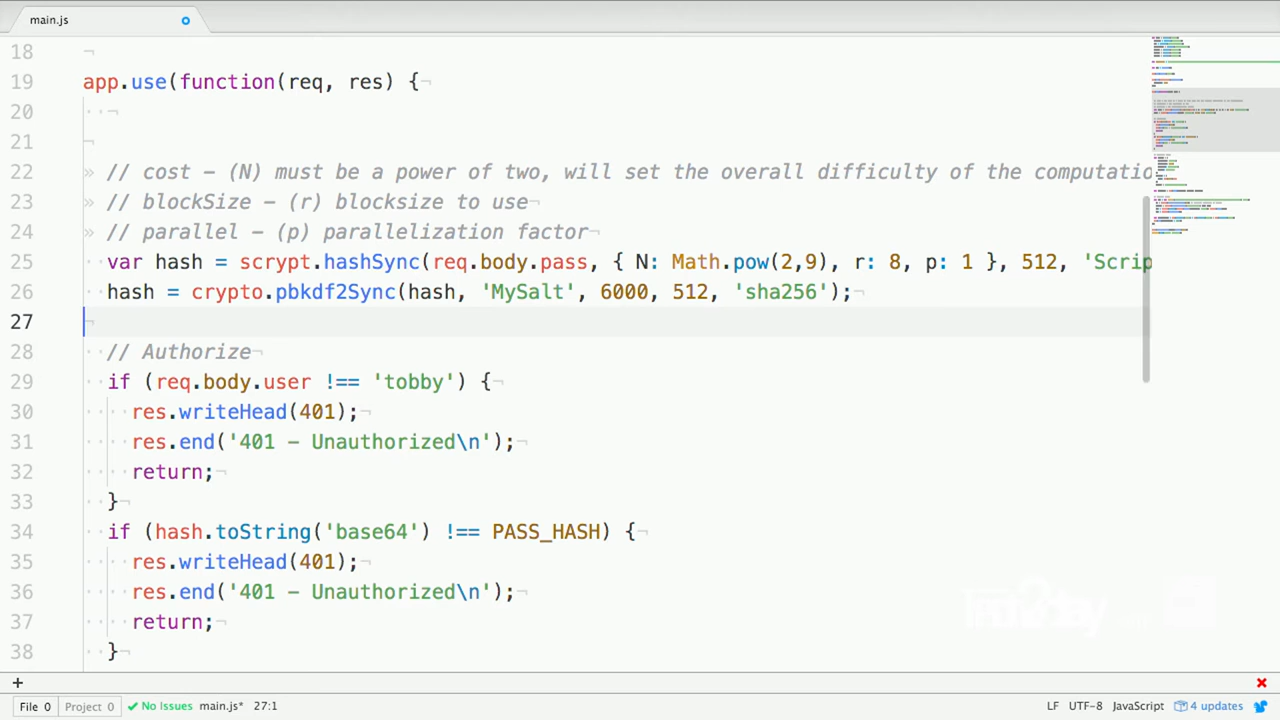 main.js
18
19 app.use(function(req, res) {
20
21
22 // cost – (N) must be a power of two, will set the overall difficulty of the computatio
23 // blockSize – (r) blocksize to use
24 // parallel – (p) parallelization factor
25 var hash = scrypt.hashSync(req.body.pass, { N: Math.pow(2,9), r: 8, p: 1 }, 512, 'Scrip
26 hash = crypto.pbkdf2Sync(hash, 'MySalt', 6000, 512, 'sha256');
27
28 // Authorize
29 if (req.body.user !== 'tobby') {
30 res.writeHead(401);
31 res.end('401 – Unauthorized\n');
32 return;
33 }
34 if (hash.toString('base64') !== PASS_HASH) {
35 res.writeHead(401);
36 res.end('401 – Unauthorized\n');
37 return;
38 }
+
File 0 Project 0 No Issues main.js* 27:1 LF UTF-8 JavaScript 4 updates